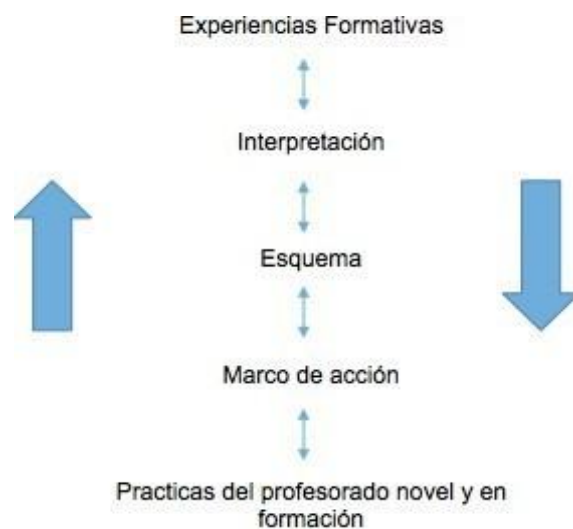 Experiencias Formativas
Interpretación
Esquema
Marco de acción
Practicas del profesorado novel y en
formación